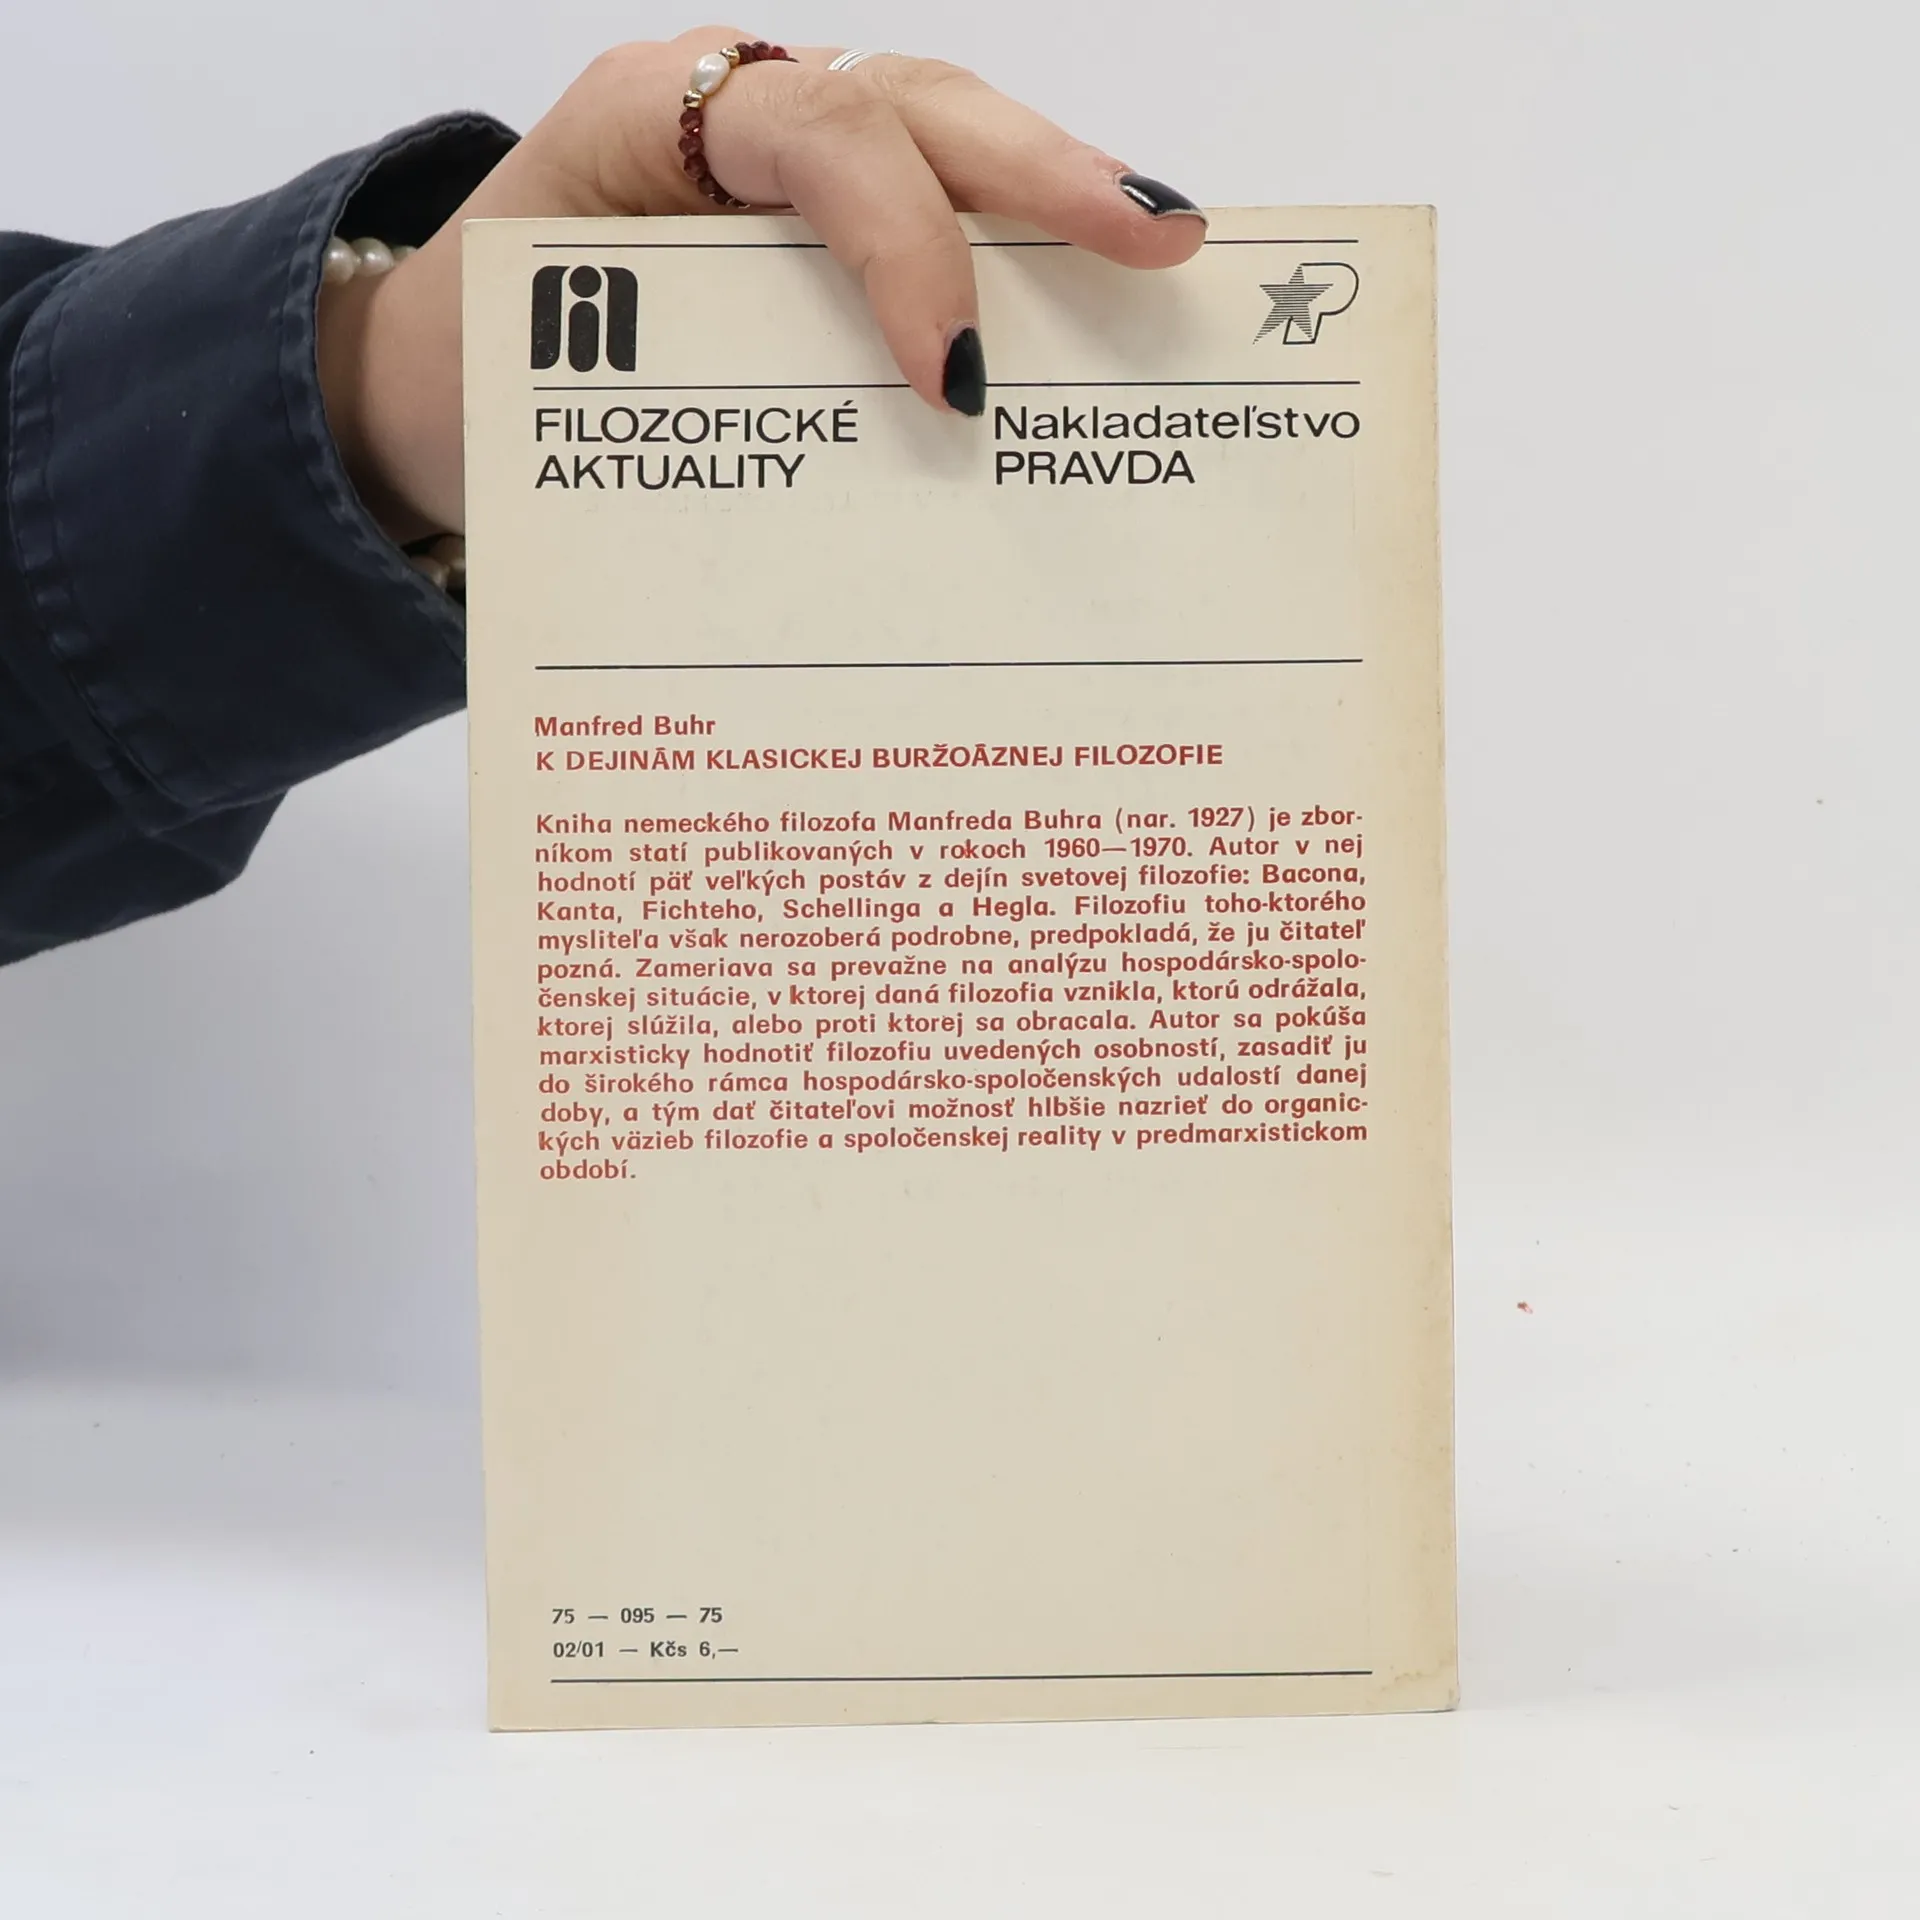 FILOZOFICKÉ
AKTUALITY
Nakladateľstvo
PRAVDA
Manfred Buhr
K DEJINÁM KLASICKEJ BURŽOÁZNEJ FILOZOFIE
Kniha nemeckého filozofa Manfreda Buhra (nar. 1927) je zbor-
níkom statí publikovaných v rokoch 1960—1970. Autor v nej
hodnotí päť veľkých postáv z dejín svetovej filozofie: Bacona,
Kanta, Fichteho, Schellinga a Hegla. Filozofiu toho-ktorého
mysliteľa však nerozoberá podrobne, predpokladá, že ju čitateľ
pozná. Zameriava sa prevažne na analýzu hospodársko-spolo-
čenskej situácie, v ktorej daná filozofia vznikla, ktorú odrážala,
ktorej slúžila, alebo proti ktorej sa obracala. Autor sa pokúša
marxisticky hodnotiť filozofiu uvedených osobností, zasadiť ju
do širokého rámca hospodársko-spoločenských udalostí danej
doby, a tým dať čitateľovi možnosť hlbšie nazrieť do organic-
kých väzieb filozofie a spoločenskej reality v predmarxistickom
období.
75 — 095 — 75
02/01 — Kčs 6,—